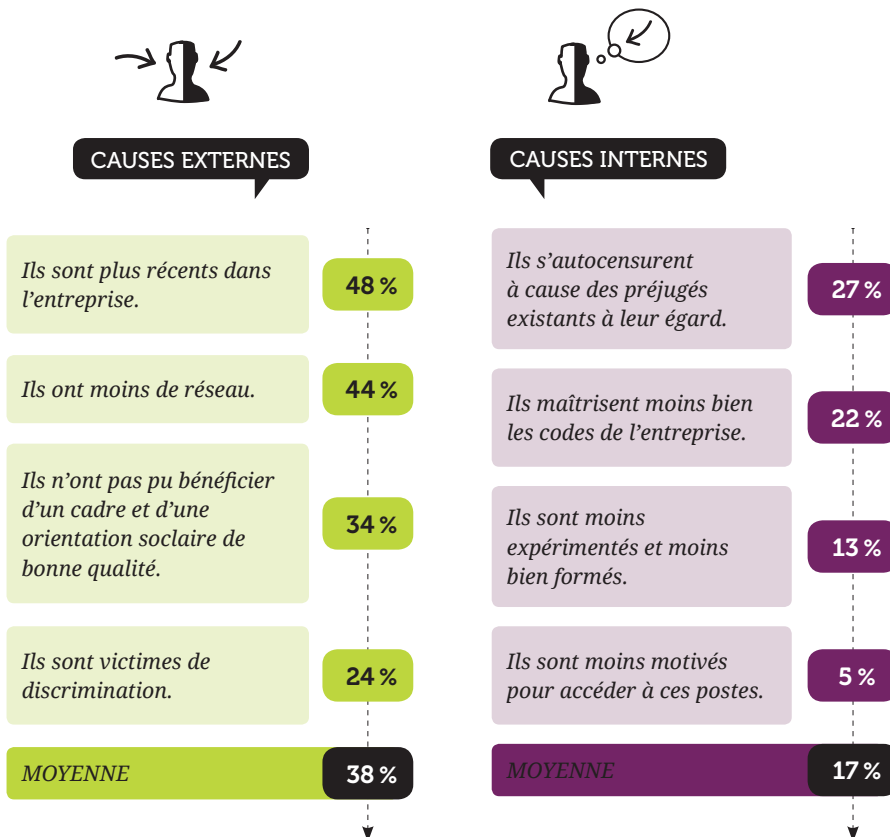 CAUSES EXTERNES
Ils sont plus récents dans
l’entreprise.
48 %
Ils ont moins de réseau.
44 %
Ils n’ont pas pu bénéficier
d’un cadre et d’une
orientation soclaire de
bonne qualité.
34 %
Ils sont victimes de
discrimination.
24 %
MOYENNE
38 %
CAUSES INTERNES
Ils s’autocensurent
à cause des préjugés
existants à leur égard.
27 %
Ils maîtrisent moins bien
les codes de l’entreprise.
22 %
Ils sont moins
expérimentés et moins
bien formés.
13 %
Ils sont moins motivés
pour accéder à ces postes.
5 %
MOYENNE
17 %